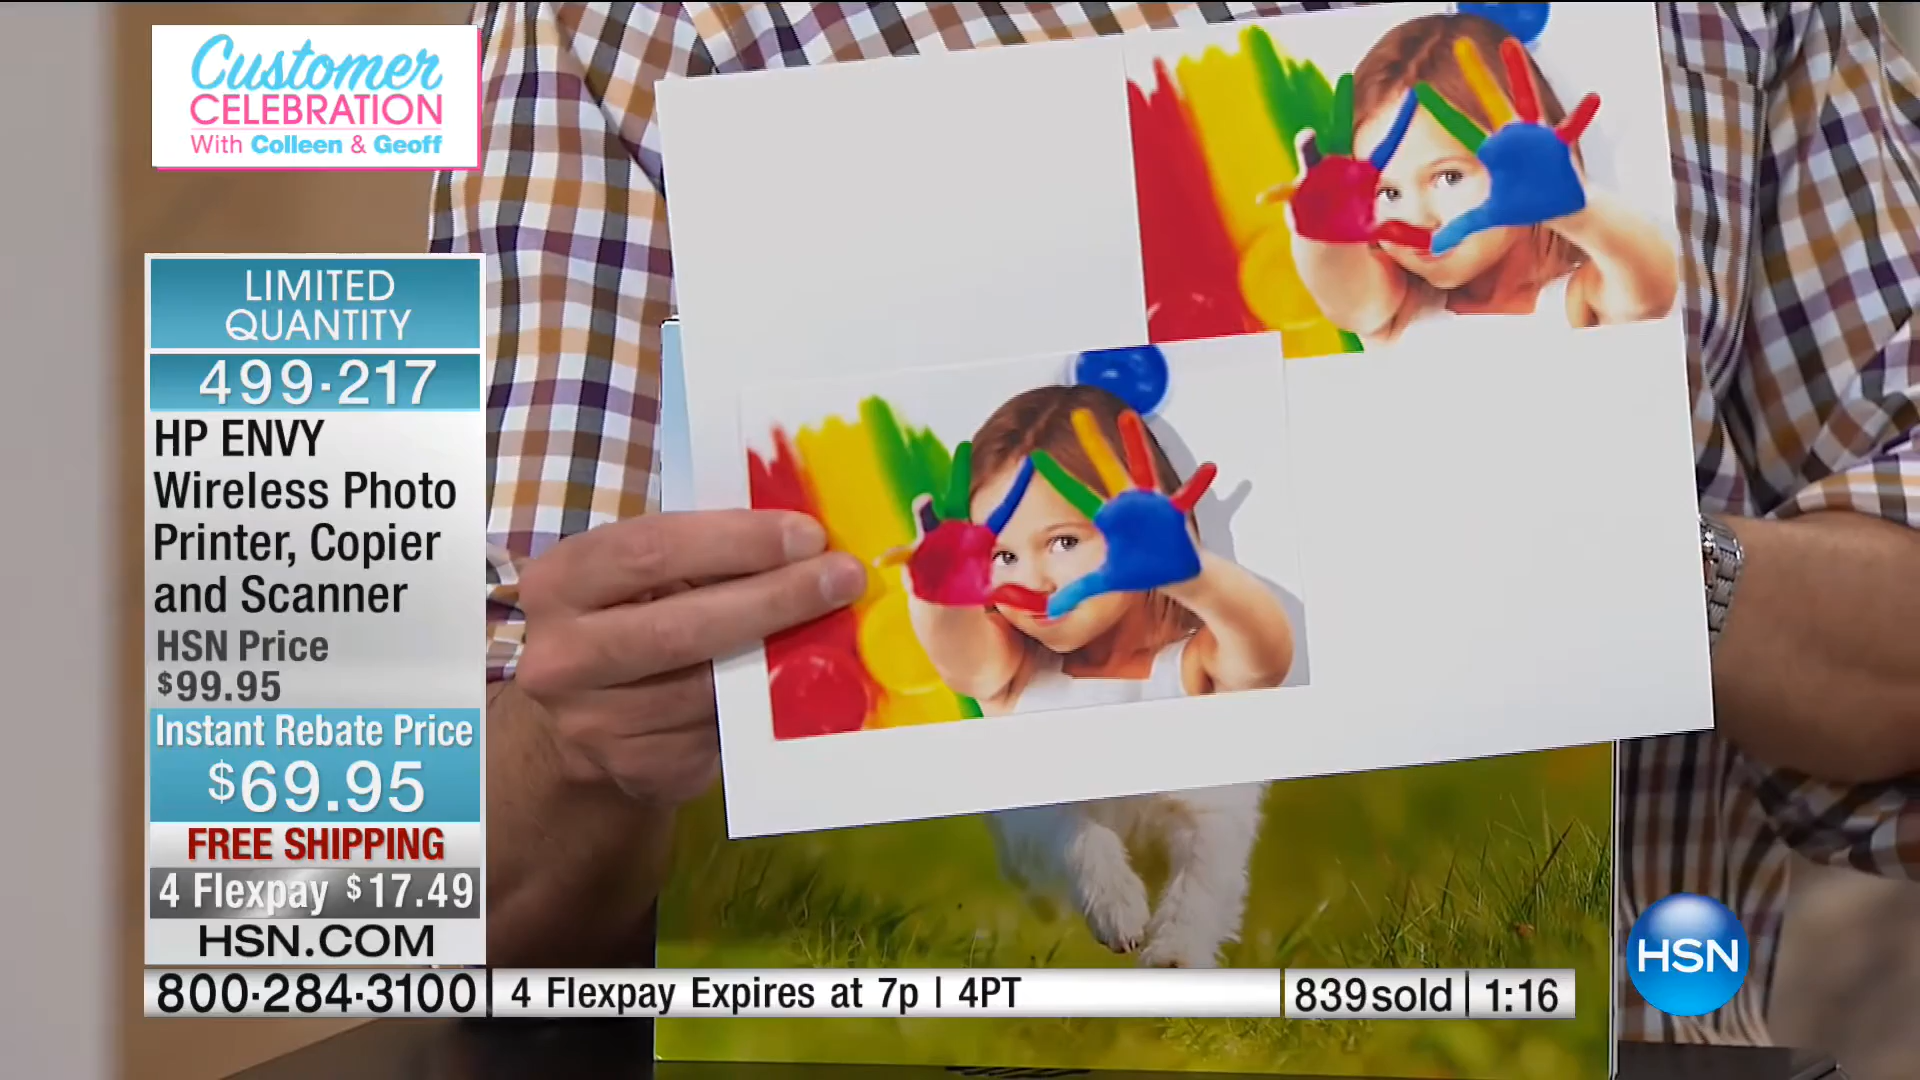 Customer
CELEBRATION
With Colleen & Geoff
LIMITED
QUANTITY
499·217
HP ENVY
Wireless Photo
Printer, Copier
and Scanner
HSN Price
$99.95
Instant Rebate Price
$69.95
FREE SHIPPING
4 Flexpay $17.49
HSN.COM
800·284·3100
4 Flexpay Expires at 7p | 4PT
839 sold | 1:16
HSN